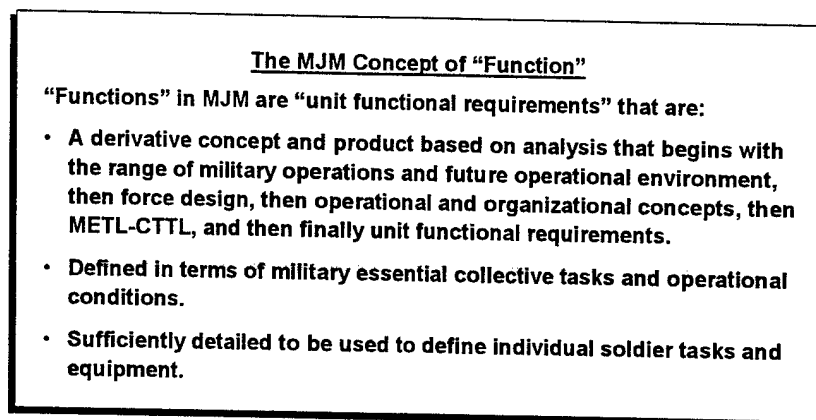 The MJM Concept of “Function”
“Functions” in MJM are “unit functional requirements” that are:
• A derivative concept and product based on analysis that begins with
the range of military operations and future operational environment,
then force design, then operational and organizational concepts, then
METL-CTTL, and then finally unit functional requirements.
• Defined in terms of military essential collective tasks and operational
conditions.
• Sufficiently detailed to be used to define individual soldier tasks and
equipment.